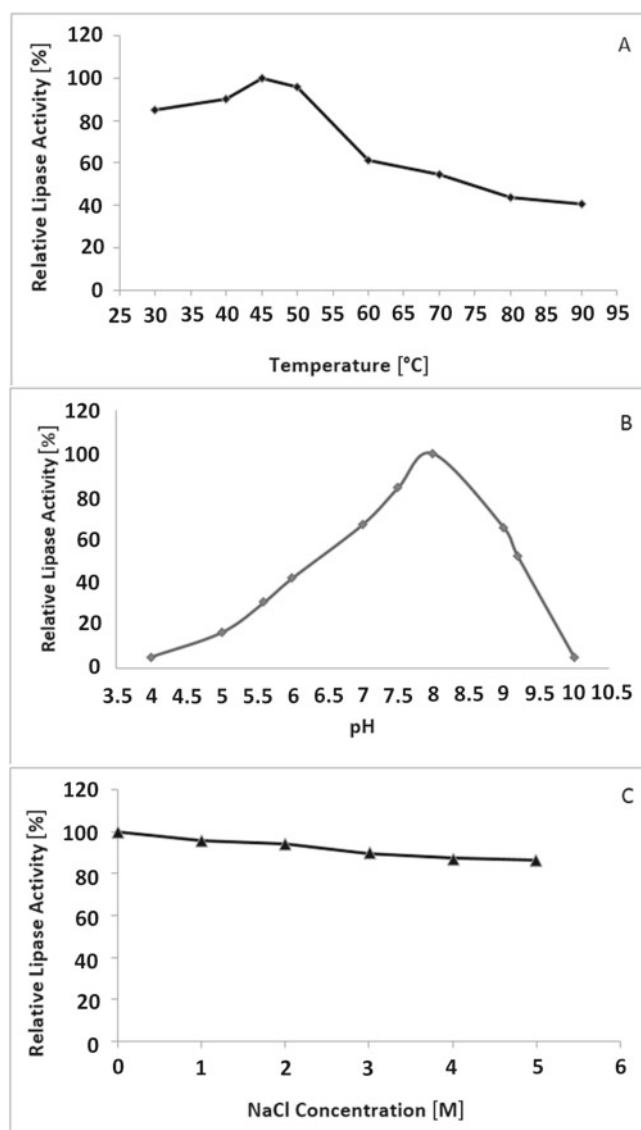 A
Relative Lipase Activity [%]
120
100
80
60
40
20
0
25 30 35 40 45 50 55 60 65 70 75 80 85 90 95
Temperature [°C]
B
Relative Lipase Activity [%]
120
100
80
60
40
20
0
3.5 4 4.5 5 5.5 6 6.5 7 7.5 8 8.5 9 9.5 10 10.5
pH
C
Relative Lipase Activity [%]
120
100
80
60
40
20
0
0 1 2 3 4 5 6
NaCl Concentration [M]